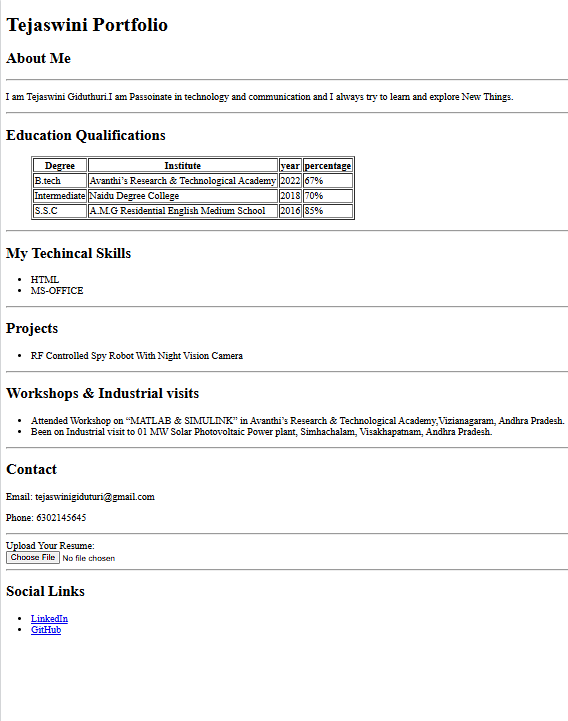 Tejaswini Portfolio
About Me
I am Tejaswini Giduthuri.I am Passoinate in technology and communication and I always try to learn and explore New Things.
Education Qualifications
Degree Institute year percentage
B.tech Avanthi’s Research & Technological Academy 2022 67%
Intermediate Naidu Degree College 2018 70%
S.S.C A.M.G Residential English Medium School 2016 85%
My Techincal Skills
HTML
MS-OFFICE
Projects
RF Controlled Spy Robot With Night Vision Camera
Workshops & Industrial visits
Attended Workshop on “MATLAB & SIMULINK” in Avanthi’s Research & Technological Academy,Vizianagaram, Andhra Pradesh.
Been on Industrial visit to 01 MW Solar Photovoltaic Power plant, Simhachalam, Visakhapatnam, Andhra Pradesh.
Contact
Email: tejaswinigiduturi@gmail.com
Phone: 6302145645
Upload Your Resume:
Choose File No file chosen
Social Links
LinkedIn
GitHub